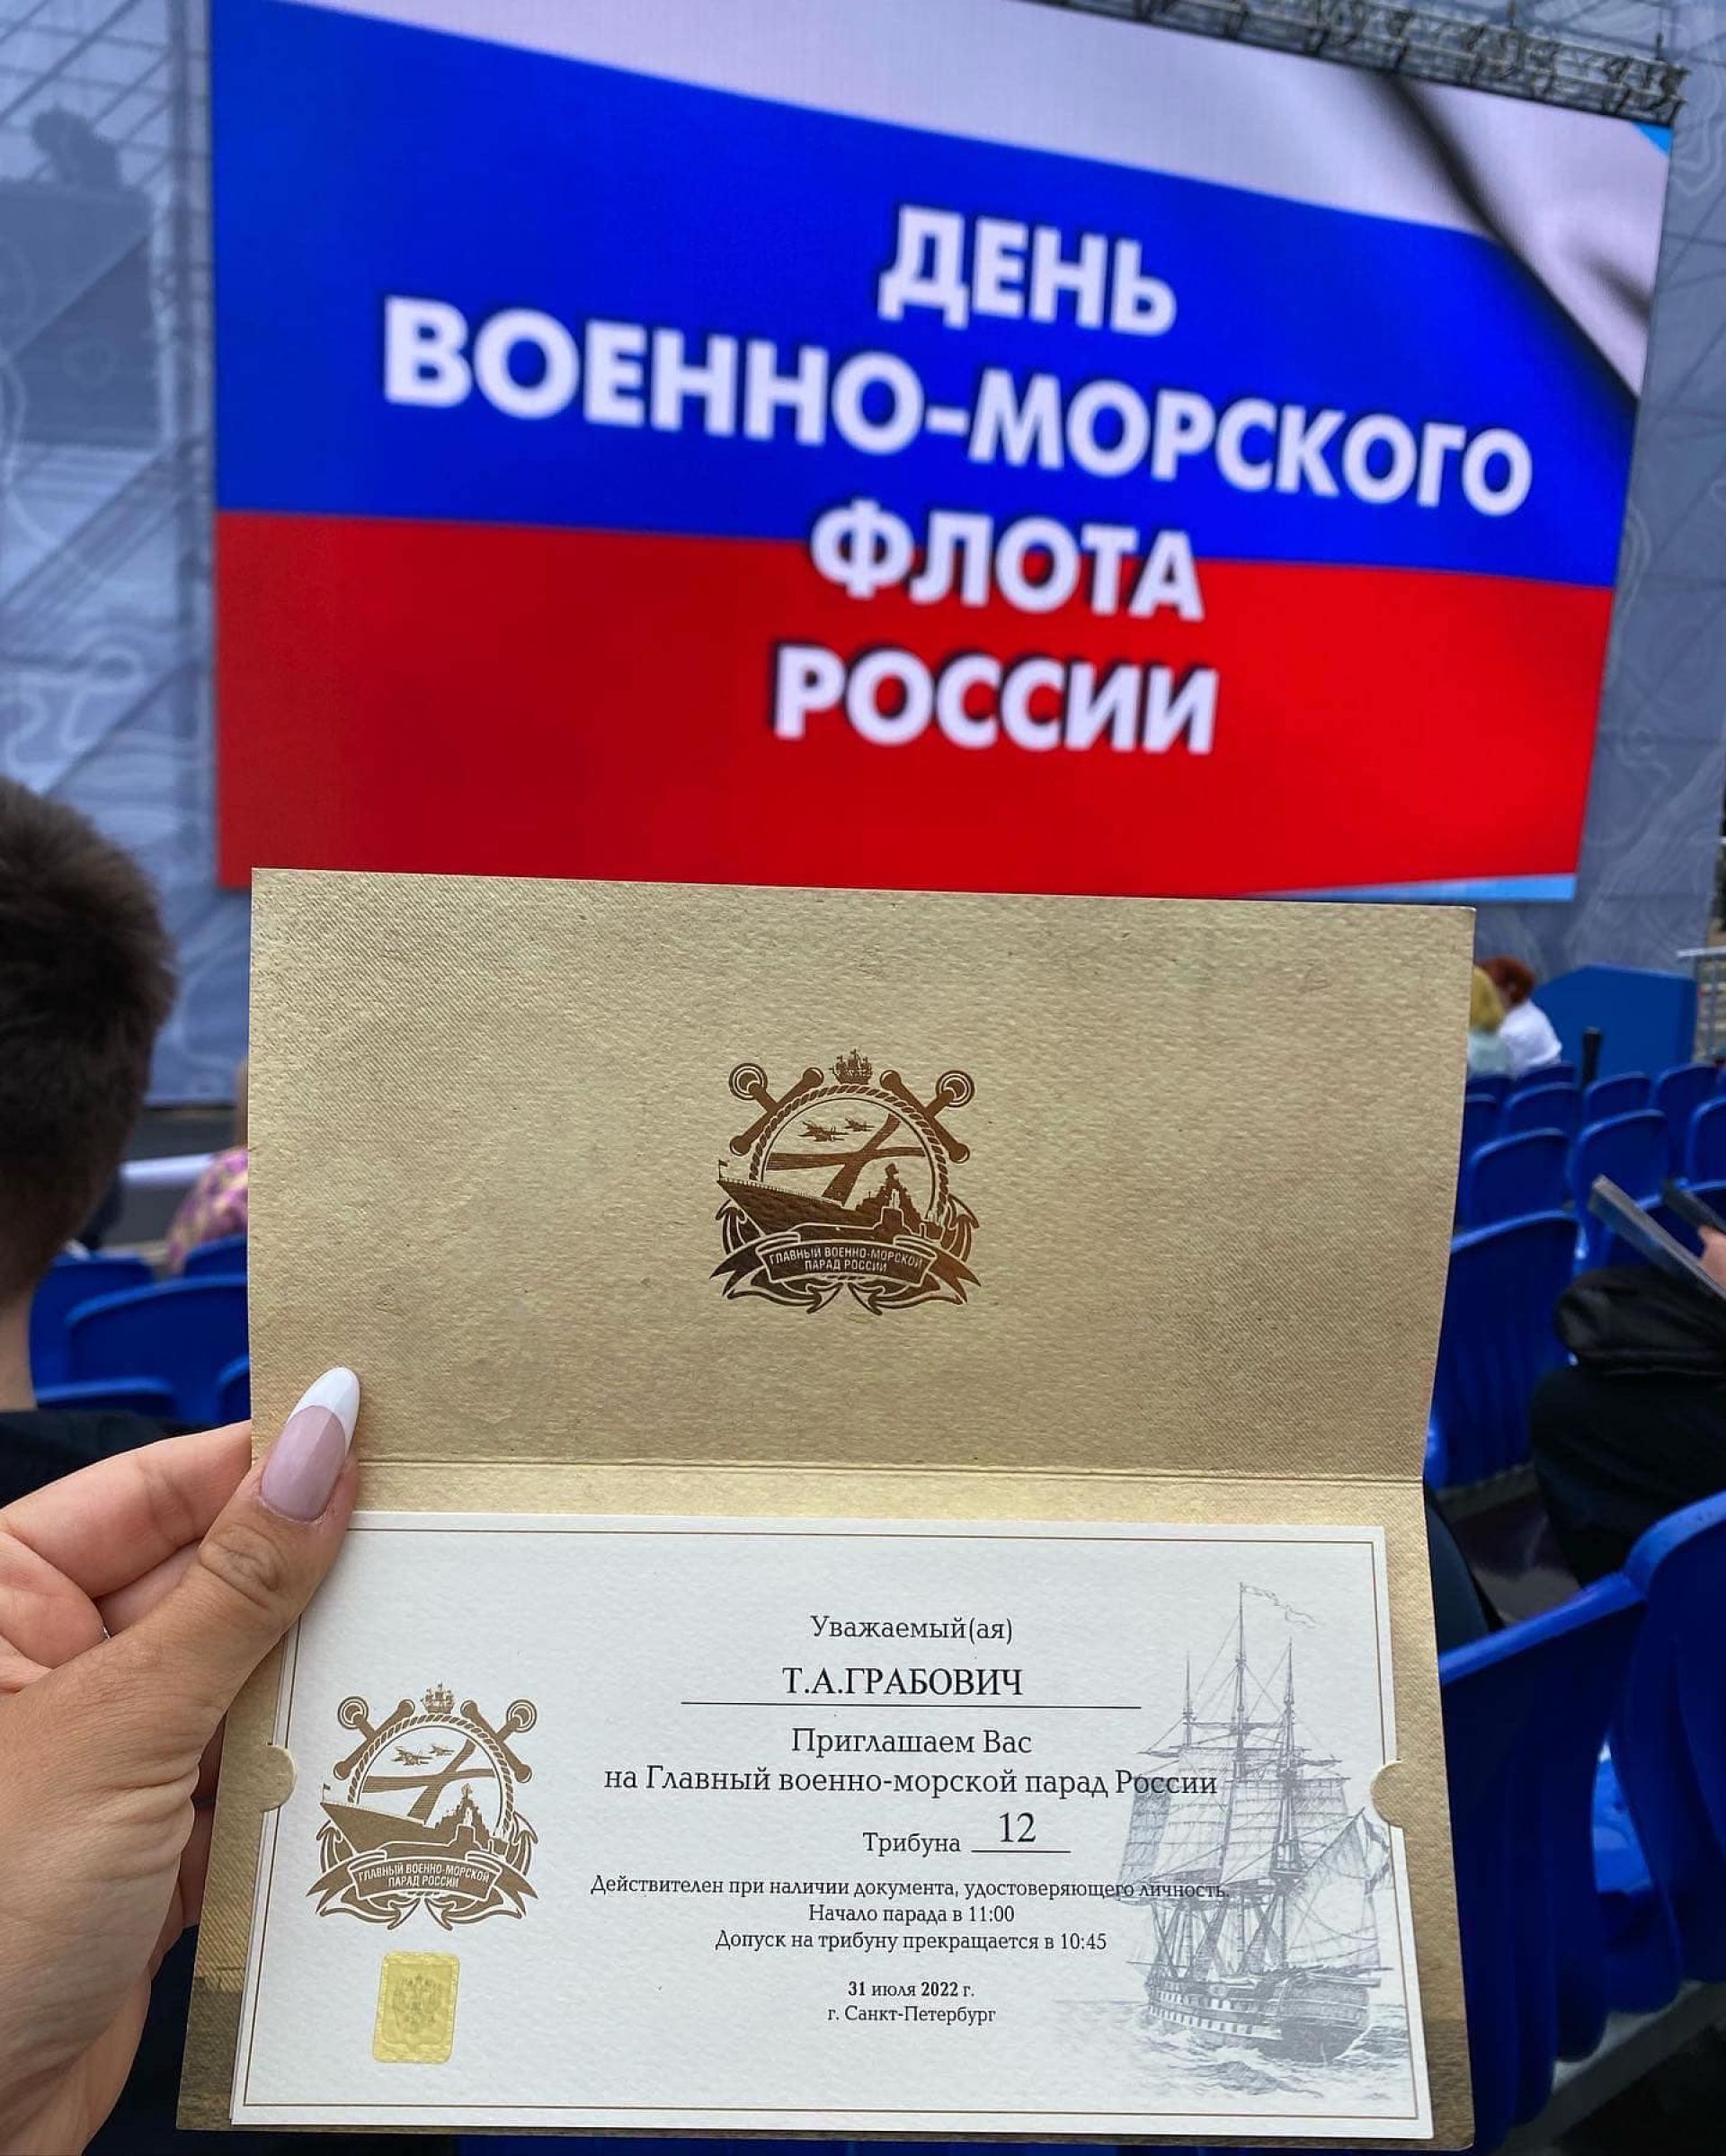 ДЕНЬ
ВОЕННО-МОРСКОГО
ФЛОТА
РОССИИ
ГЛАВНЫЙ ВОЕННО-МОРСКОЙ
ПАРАД РОССИИ
Уважаемый(ая)
Т.А.ГРАБОВИЧ
Приглашаем Вас
на Главный военно-морской парад России
Трибуна 12
Действителен при наличии документа, удостоверяющего личность.
Начало парада в 11:00
Допуск на трибуну прекращается в 10:45
31 июля 2022 г.
г. Санкт-Петербург
ГЛАВНЫЙ ВОЕННО-МОРСКОЙ
ПАРАД РОССИИ